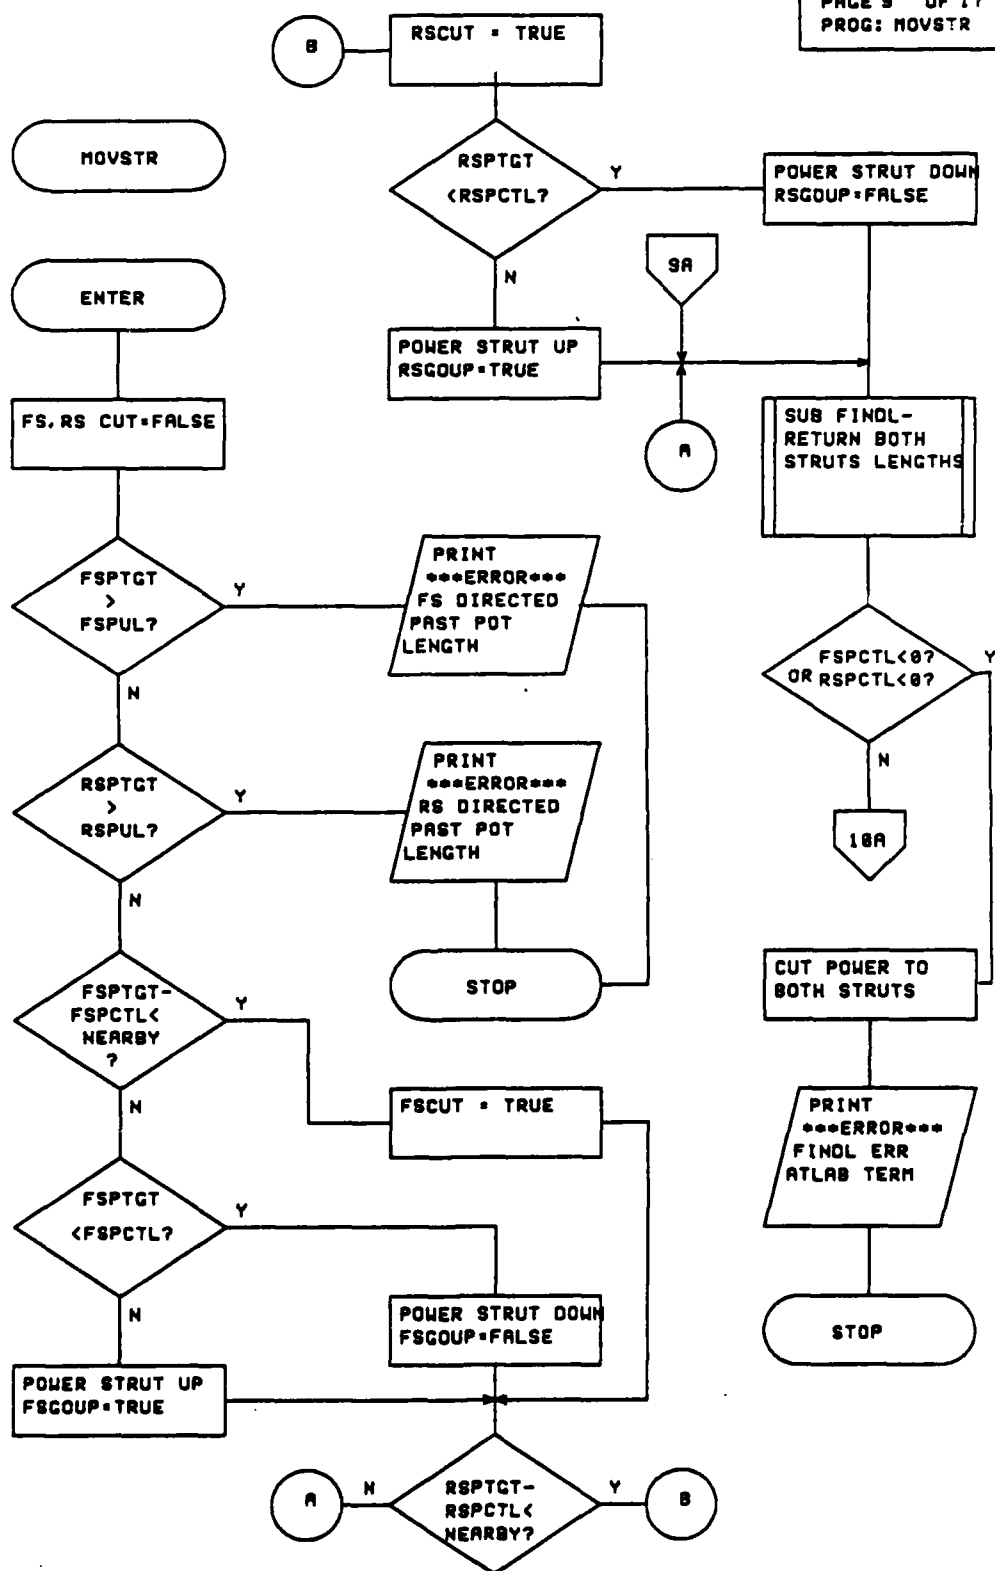 PAGE 9 OF 17
PROG: MOVSTR
B
RSCUT = TRUE
MOVSTR
RSPTGT
<RSPCTL?
Y
N
POWER STRUT DOWN
RSGOUP=FALSE
9A
ENTER
POWER STRUT UP
RSGOUP=TRUE
A
FS,RS CUT=FALSE
SUB FINDL-
RETURN BOTH
STRUTS LENGTHS
FSPTGT
>
FSPUL?
Y
N
PRINT
***ERROR***
FS DIRECTED
PAST POT
LENGTH
FSPCTL<0?
OR RSPCTL<0?
Y
N
RSPTGT
>
RSPUL?
Y
N
PRINT
***ERROR***
RS DIRECTED
PAST POT
LENGTH
10A
STOP
CUT POWER TO
BOTH STRUTS
FSPTGT-
FSPCTL<
NEARBY
?
Y
N
FSCUT = TRUE
PRINT
***ERROR***
FINDL ERR
ATLAB TERM
FSPTGT
<FSPCTL?
Y
N
POWER STRUT DOWN
FSGOUP=FALSE
STOP
POWER STRUT UP
FSGOUP=TRUE
A
N
RSPTGT-
RSPCTL<
NEARBY?
Y
B